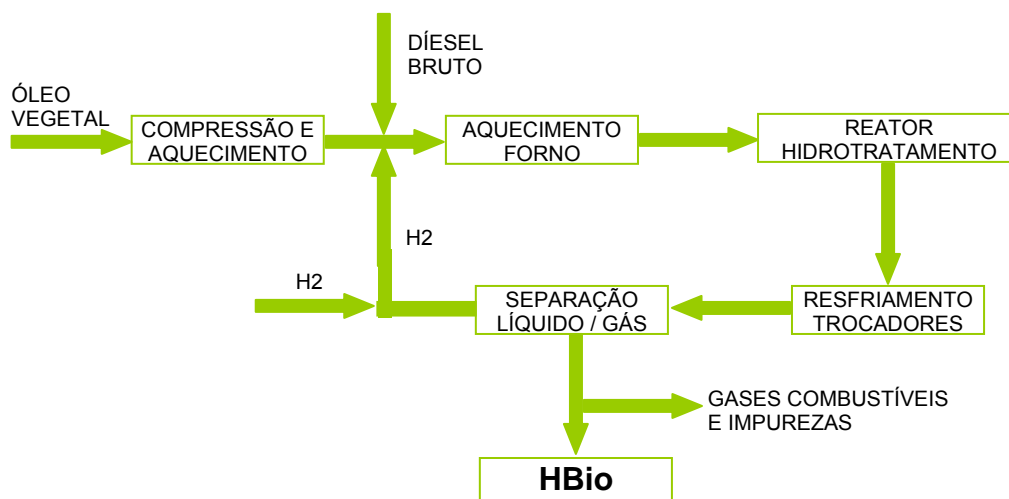 DÍESEL
BRUTO
ÓLEO
VEGETAL
COMPRESSÃO E
AQUECIMENTO
AQUECIMENTO
FORNO
REATOR
HIDROTRATAMENTO
H2
H2
SEPARAÇÃO
LÍQUIDO / GÁS
RESFRIAMENTO
TROCADORES
GASES COMBUSTÍVEIS
E IMPUREZAS
HBio